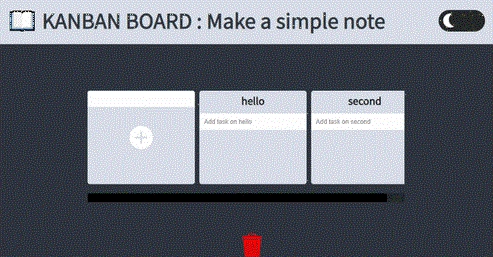 KANBAN BOARD : Make a simple note
hello
second
Add task on hello
Add task on second